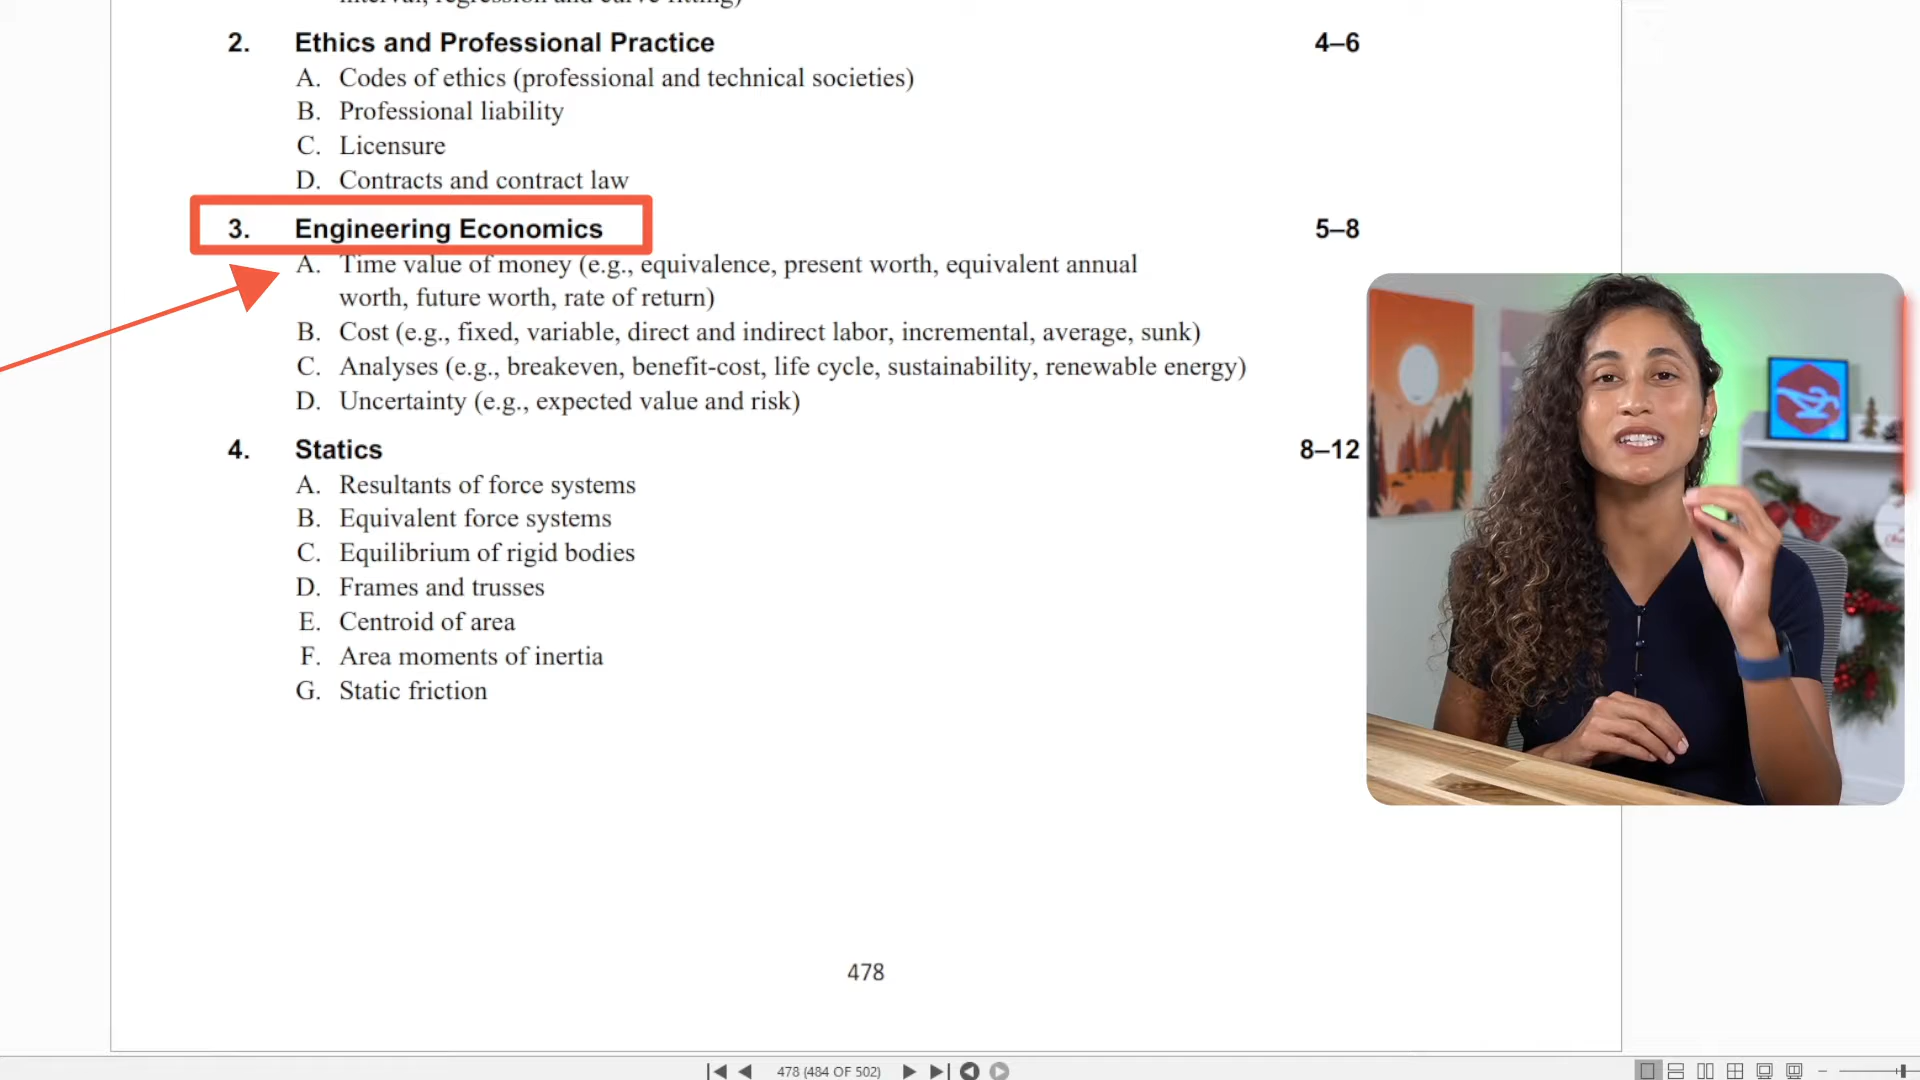 interval, regression and curve fitting)
2. Ethics and Professional Practice 4–6
A. Codes of ethics (professional and technical societies)
B. Professional liability
C. Licensure
D. Contracts and contract law
3. Engineering Economics 5–8
A. Time value of money (e.g., equivalence, present worth, equivalent annual
worth, future worth, rate of return)
B. Cost (e.g., fixed, variable, direct and indirect labor, incremental, average, sunk)
C. Analyses (e.g., breakeven, benefit-cost, life cycle, sustainability, renewable energy)
D. Uncertainty (e.g., expected value and risk)
4. Statics 8–12
A. Resultants of force systems
B. Equivalent force systems
C. Equilibrium of rigid bodies
D. Frames and trusses
E. Centroid of area
F. Area moments of inertia
G. Static friction
478
478 (484 OF 502)